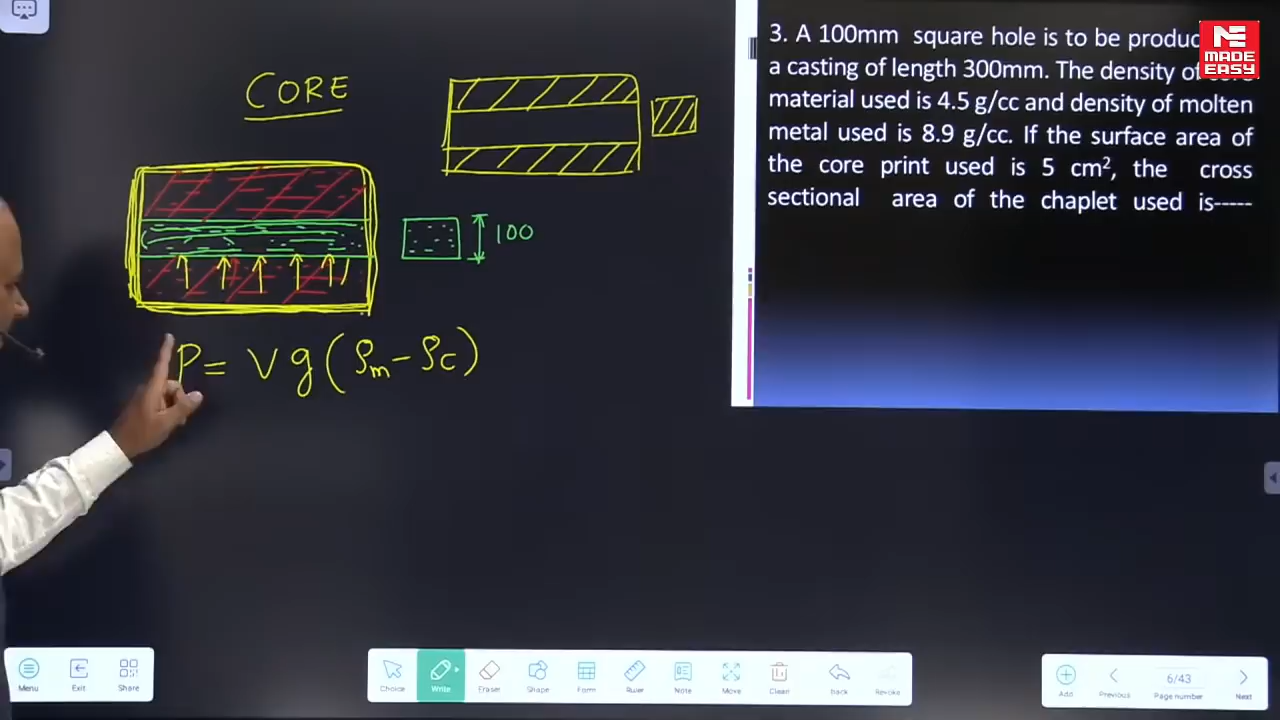 CORE
100
P = V g (ρm - ρc)
3. A 100mm square hole is to be produc
a casting of length 300mm. The density of core
material used is 4.5 g/cc and density of molten
metal used is 8.9 g/cc. If the surface area of
the core print used is 5 cm², the cross
sectional area of the chaplet used is-----
ME
MADE
EASY
Menu
Exit
Share
Choice
Write
Eraser
Shape
Form
Ruler
Note
Move
Clean
Back
Revoke
Add
Previous
6/43
Page number
Next